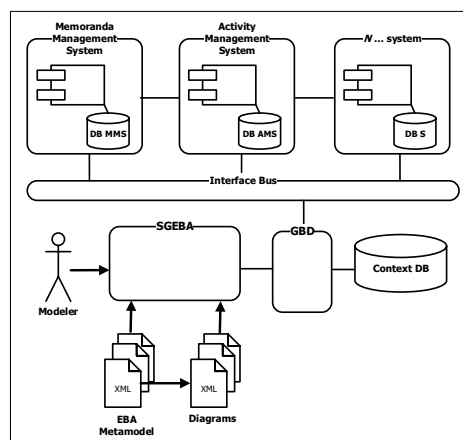 Memoranda
Management
System
Activity
Management
System
N ... system
DB MMS
DB AMS
DB S
Interface Bus
SGEBA
GBD
Context DB
Modeler
XML
XML
EBA
Metamodel
Diagrams